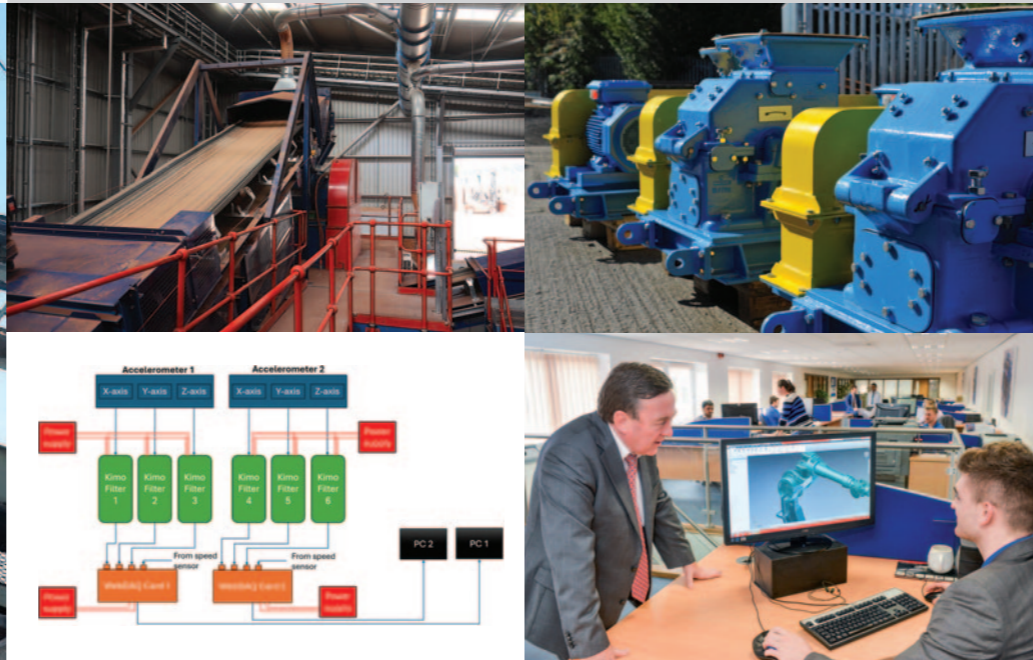 Accelerometer 1
Accelerometer 2
X-axis
Y-axis
Z-axis
X-axis
Y-axis
Z-axis
Power supply
Power supply
Kimo
Filter
1
Kimo
Filter
2
Kimo
Filter
3
Kimo
Filter
4
Kimo
Filter
5
Kimo
Filter
6
From speed
sensor
From speed
sensor
PC 2
PC 1
Power
supply
Power
supply